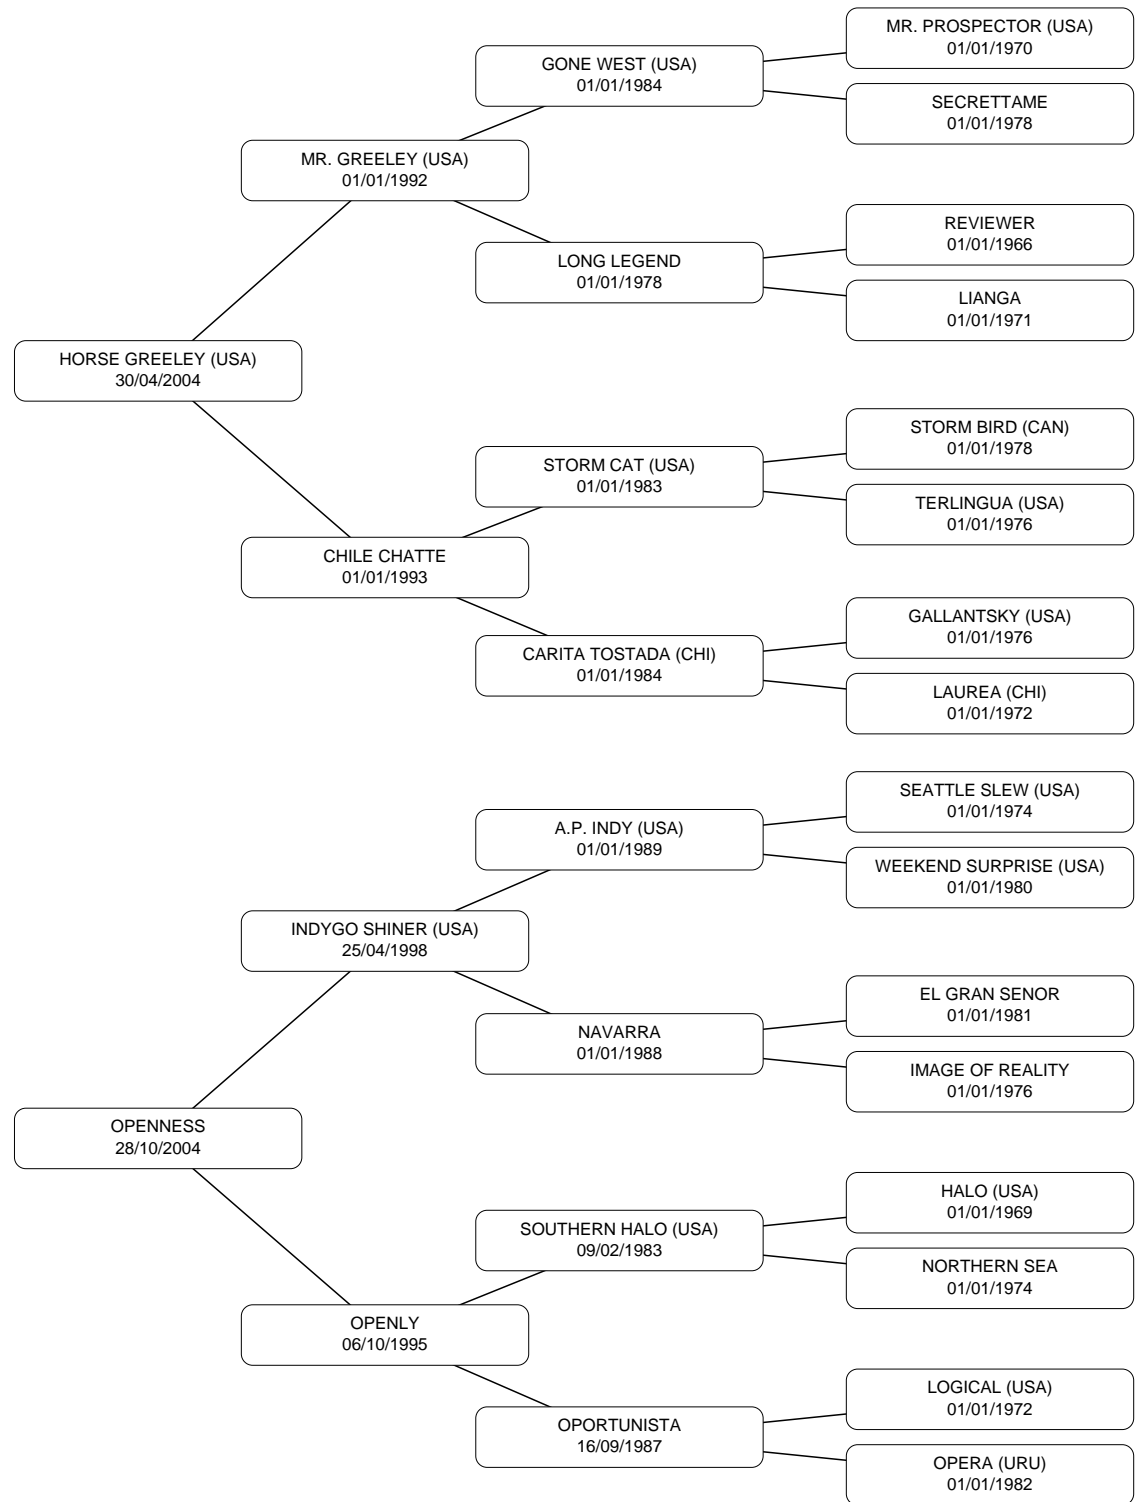 MR. PROSPECTOR (USA)
01/01/1970
GONE WEST (USA)
01/01/1984
SECRETTAME
01/01/1978
MR. GREELEY (USA)
01/01/1992
REVIEWER
01/01/1966
LONG LEGEND
01/01/1978
LIANGA
01/01/1971
HORSE GREELEY (USA)
30/04/2004
STORM BIRD (CAN)
01/01/1978
STORM CAT (USA)
01/01/1983
TERLINGUA (USA)
01/01/1976
CHILE CHATTE
01/01/1993
GALLANTSKY (USA)
01/01/1976
CARITA TOSTADA (CHI)
01/01/1984
LAUREA (CHI)
01/01/1972
SEATTLE SLEW (USA)
01/01/1974
A.P. INDY (USA)
01/01/1989
WEEKEND SURPRISE (USA)
01/01/1980
INDYGO SHINER (USA)
25/04/1998
EL GRAN SENOR
01/01/1981
NAVARRA
01/01/1988
IMAGE OF REALITY
01/01/1976
OPENNESS
28/10/2004
HALO (USA)
01/01/1969
SOUTHERN HALO (USA)
09/02/1983
NORTHERN SEA
01/01/1974
OPENLY
06/10/1995
LOGICAL (USA)
01/01/1972
OPORTUNISTA
16/09/1987
OPERA (URU)
01/01/1982